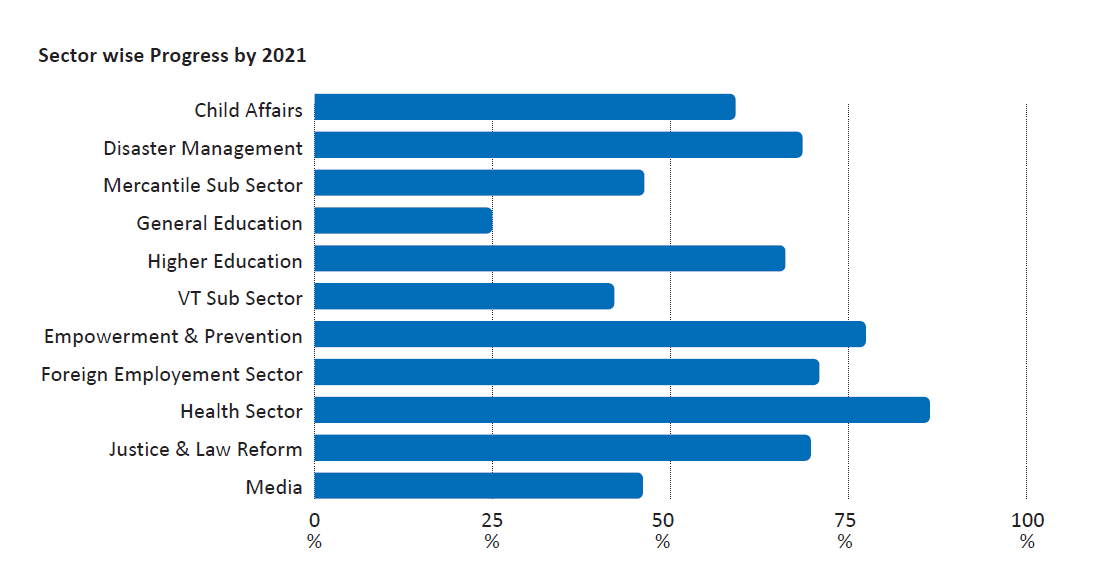 Sector wise Progress by 2021
Child Affairs
Disaster Management
Mercantile Sub Sector
General Education
Higher Education
VT Sub Sector
Empowerment & Prevention
Foreign Employement Sector
Health Sector
Justice & Law Reform
Media
0 25 50 75 100
% % % % %